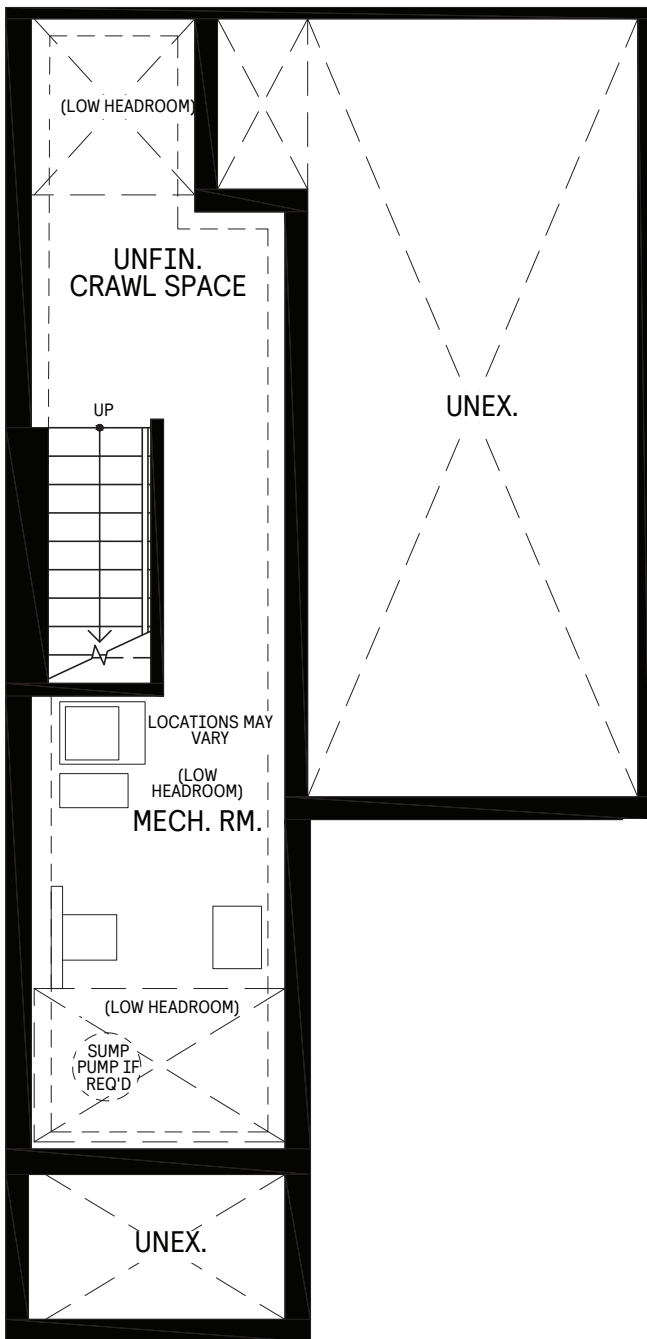 (LOW HEADROOM)
UNFIN.
CRAWL SPACE
UP
UNEX.
LOCATIONS MAY
VARY
(LOW
HEADROOM)
MECH. RM.
(LOW HEADROOM)
SUMP
PUMP IF
REQ'D
UNEX.